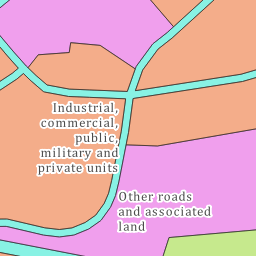 Industrial,
commercial,
public,
military and
private units
Other roads
and associated
land